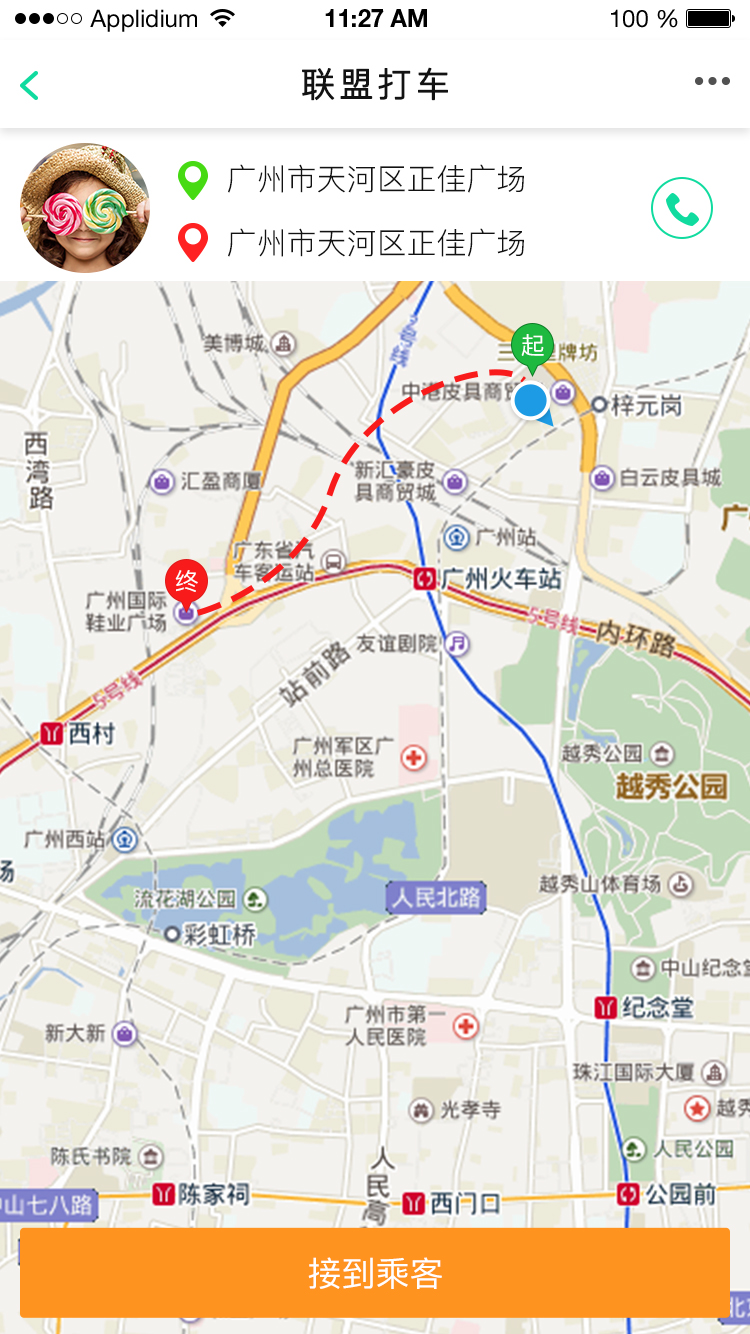 Applidium
11:27 AM
100 %
联盟打车
广州市天河区正佳广场
广州市天河区正佳广场
美博城
起
牌坊
中港皮具商贸
梓元岗
西湾路
汇盈商厦
新汇豪皮
具商贸城
白云皮具城
广
广州站
广东省汽
车客运站
终
广州火车站
广州国际
鞋业广场
5号线
内环路
友谊剧院
站前路
5号线
西村
广州军区广
州总医院
越秀公园
越秀公园
广州西站
场
流花湖公园
人民北路
越秀山体育场
彩虹桥
中山纪念堂
纪念堂
广州市第一
人民医院
新大新
珠江国际大厦
光孝寺
越秀
人民公园
陈氏书院
人民高
陈家祠
西门口
公园前
山七八路
接到乘客